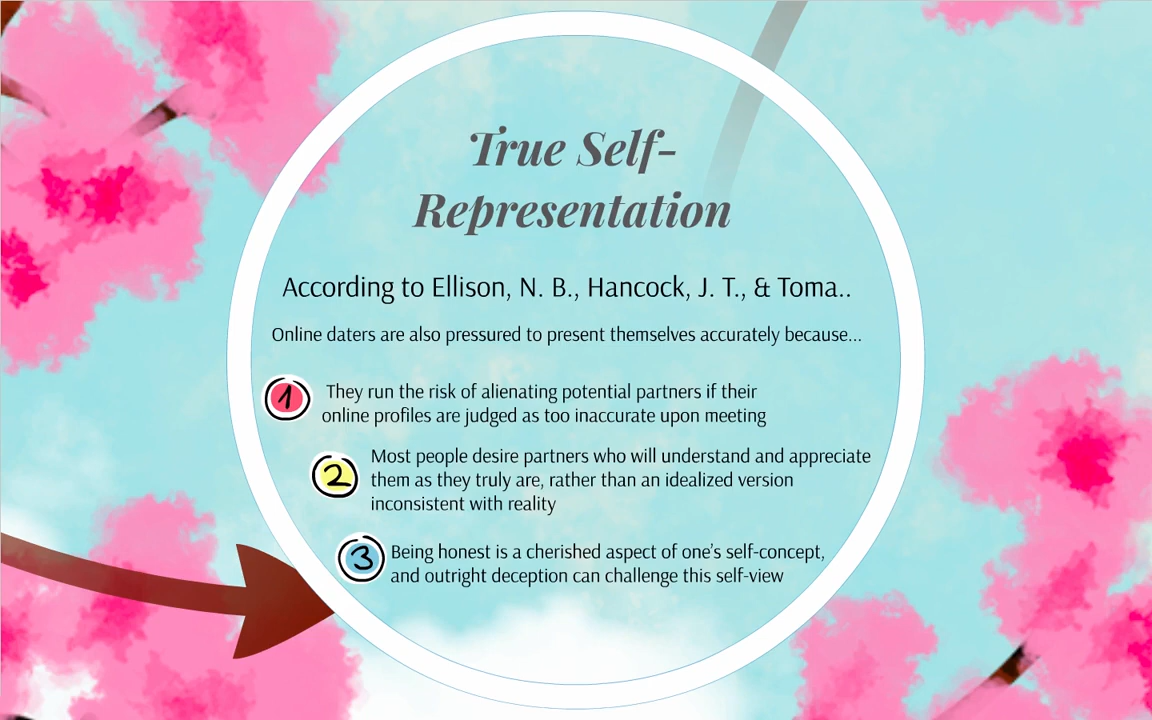 True Self-
Representation
According to Ellison, N. B., Hancock, J. T., & Toma..
Online daters are also pressured to present themselves accurately because...
1 They run the risk of alienating potential partners if their
online profiles are judged as too inaccurate upon meeting
Most people desire partners who will understand and appreciate
2 them as they truly are, rather than an idealized version
inconsistent with reality
3 Being honest is a cherished aspect of one’s self-concept,
and outright deception can challenge this self-view